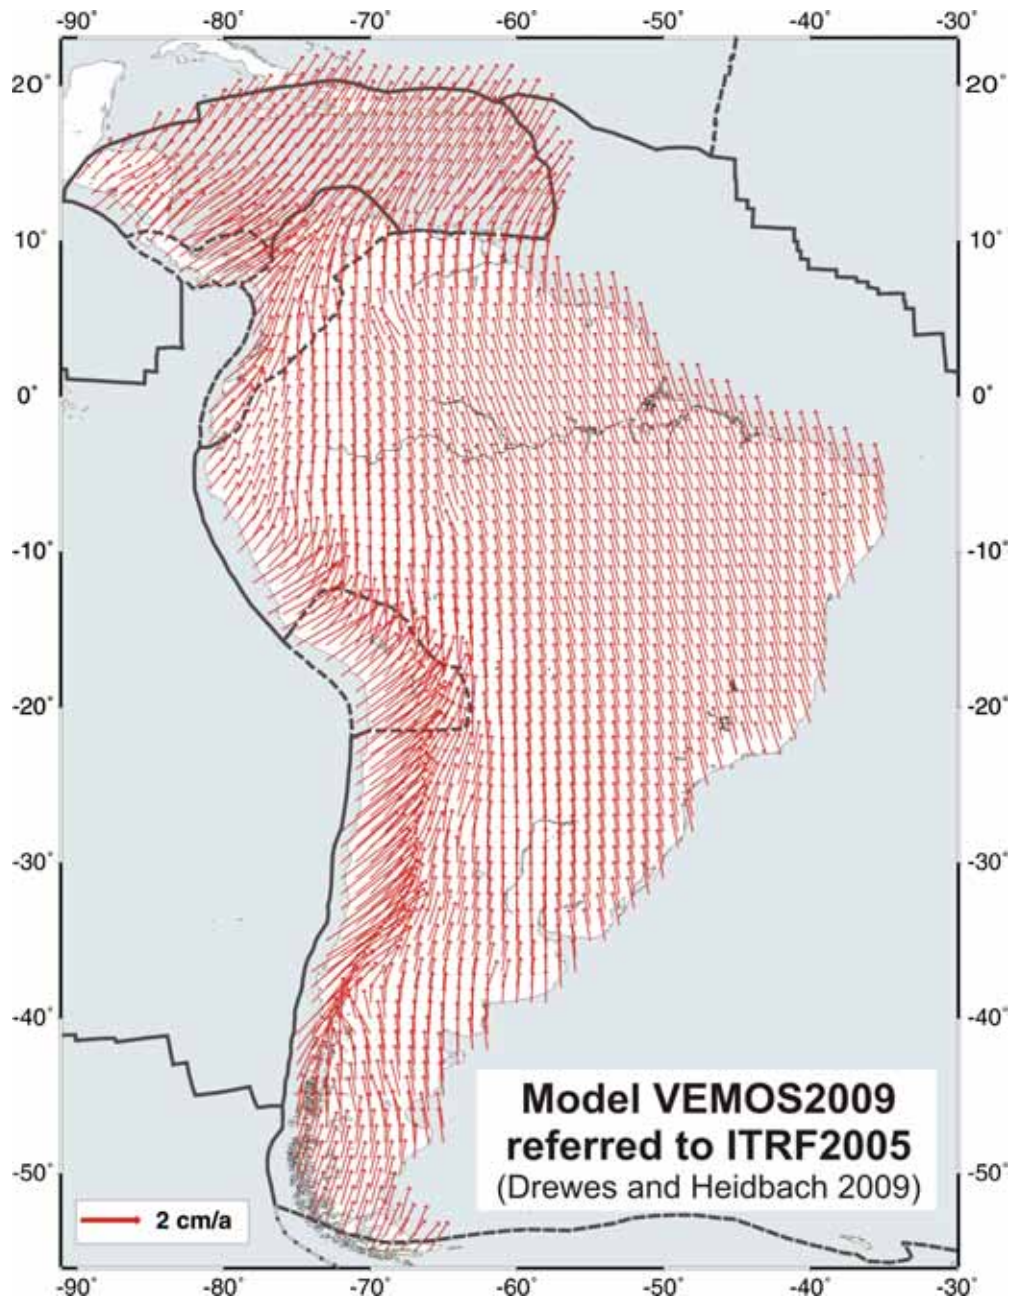 -90˚ -80˚ -70˚ -60˚ -50˚ -40˚ -30˚
20˚ 20˚
10˚ 10˚
0˚ 0˚
-10˚ -10˚
-20˚ -20˚
-30˚ -30˚
-40˚ -40˚
Model VEMOS2009
referred to ITRF2005
(Drewes and Heidbach 2009)
-50˚ -50˚
2 cm/a
-90˚ -80˚ -70˚ -60˚ -50˚ -40˚ -30˚